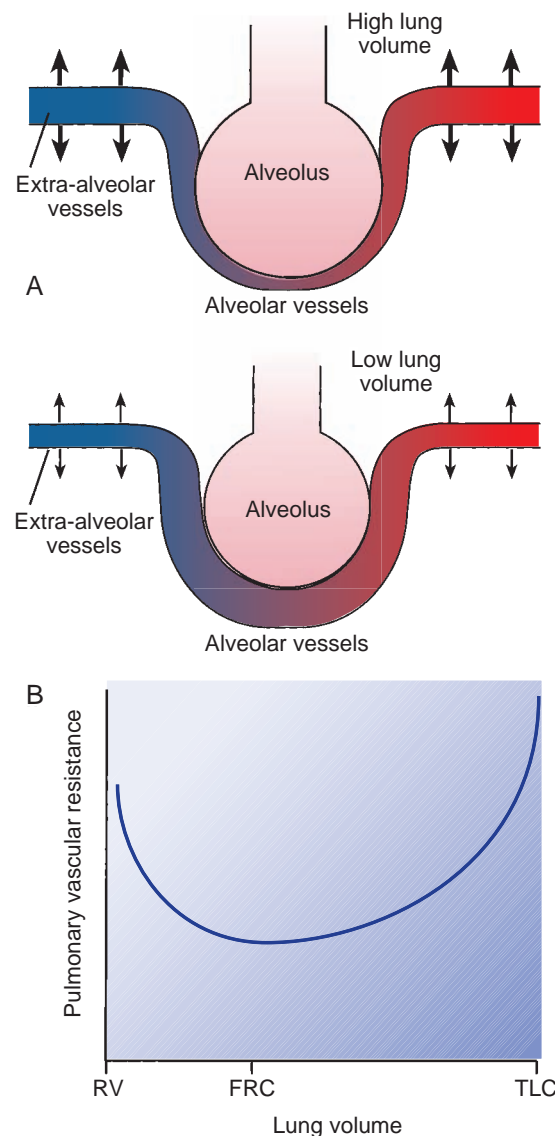 High lung
volume
Alveolus
Extra-alveolar
vessels
A
Alveolar vessels
Low lung
volume
Extra-alveolar
vessels
Alveolus
Alveolar vessels
B
Pulmonary vascular resistance
RV
FRC
TLC
Lung volume